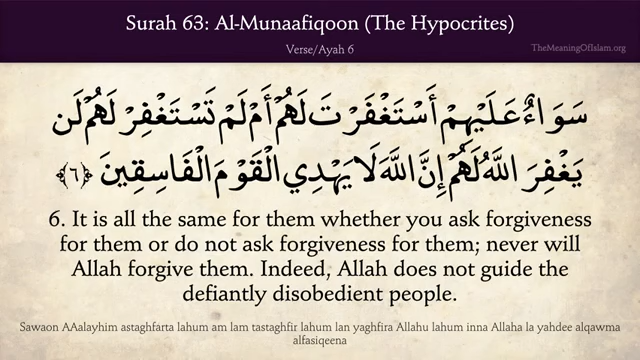 Surah 63: Al-Munaafiqoon (The Hypocrites)
Verse/Ayah 6
TheMeaningOfIslam.org
سَوَاءٌ عَلَيْهِمْ أَسْتَغْفَرْتَ لَهُمْ أَمْ لَمْ تَسْتَغْفِرْ لَهُمْ لَن
يَغْفِرَ اللَّهُ لَهُمْ إِنَّ اللَّهَ لَا يَهْدِي الْقَوْمَ الْفَاسِقِينَ ﴿٦﴾
6. It is all the same for them whether you ask forgiveness
for them or do not ask forgiveness for them; never will
Allah forgive them. Indeed, Allah does not guide the
defiantly disobedient people.
Sawaon AAalayhim astaghfarta lahum am lam tastaghfir lahum lan yaghfira Allahu lahum inna Allaha la yahdee alqawma
alfasiqeena